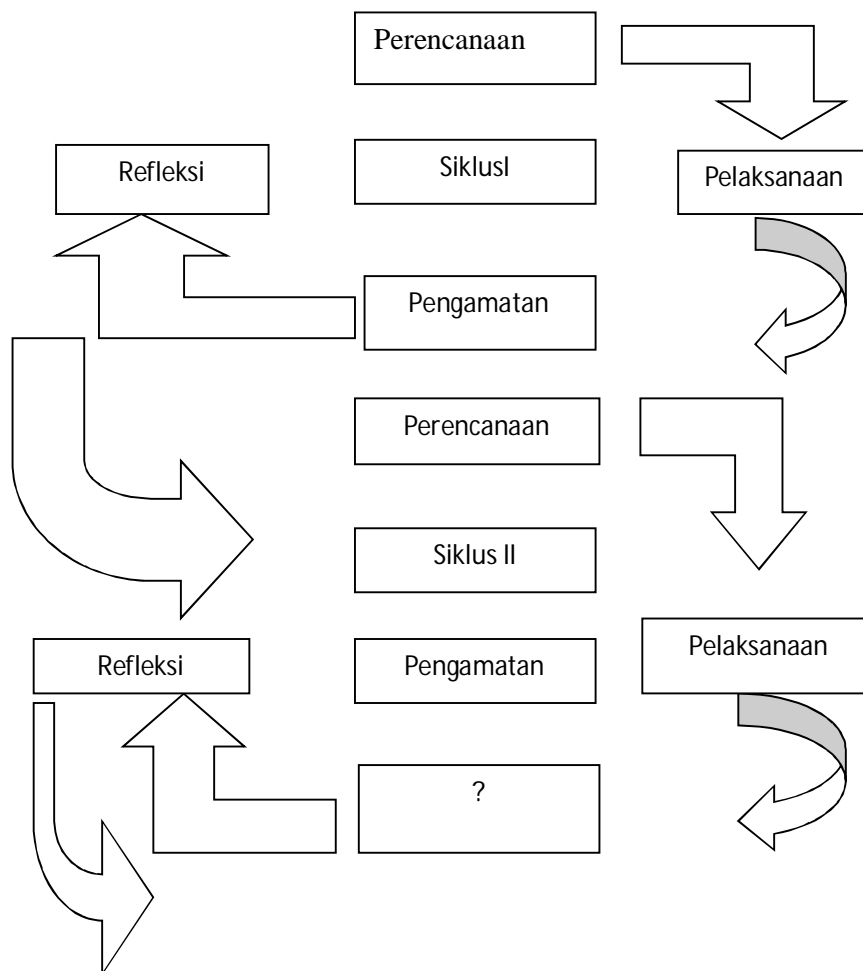 Perencanaan
Refleksi
SiklusI
Pelaksanaan
Pengamatan
Perencanaan
Siklus II
Refleksi
Pengamatan
Pelaksanaan
?